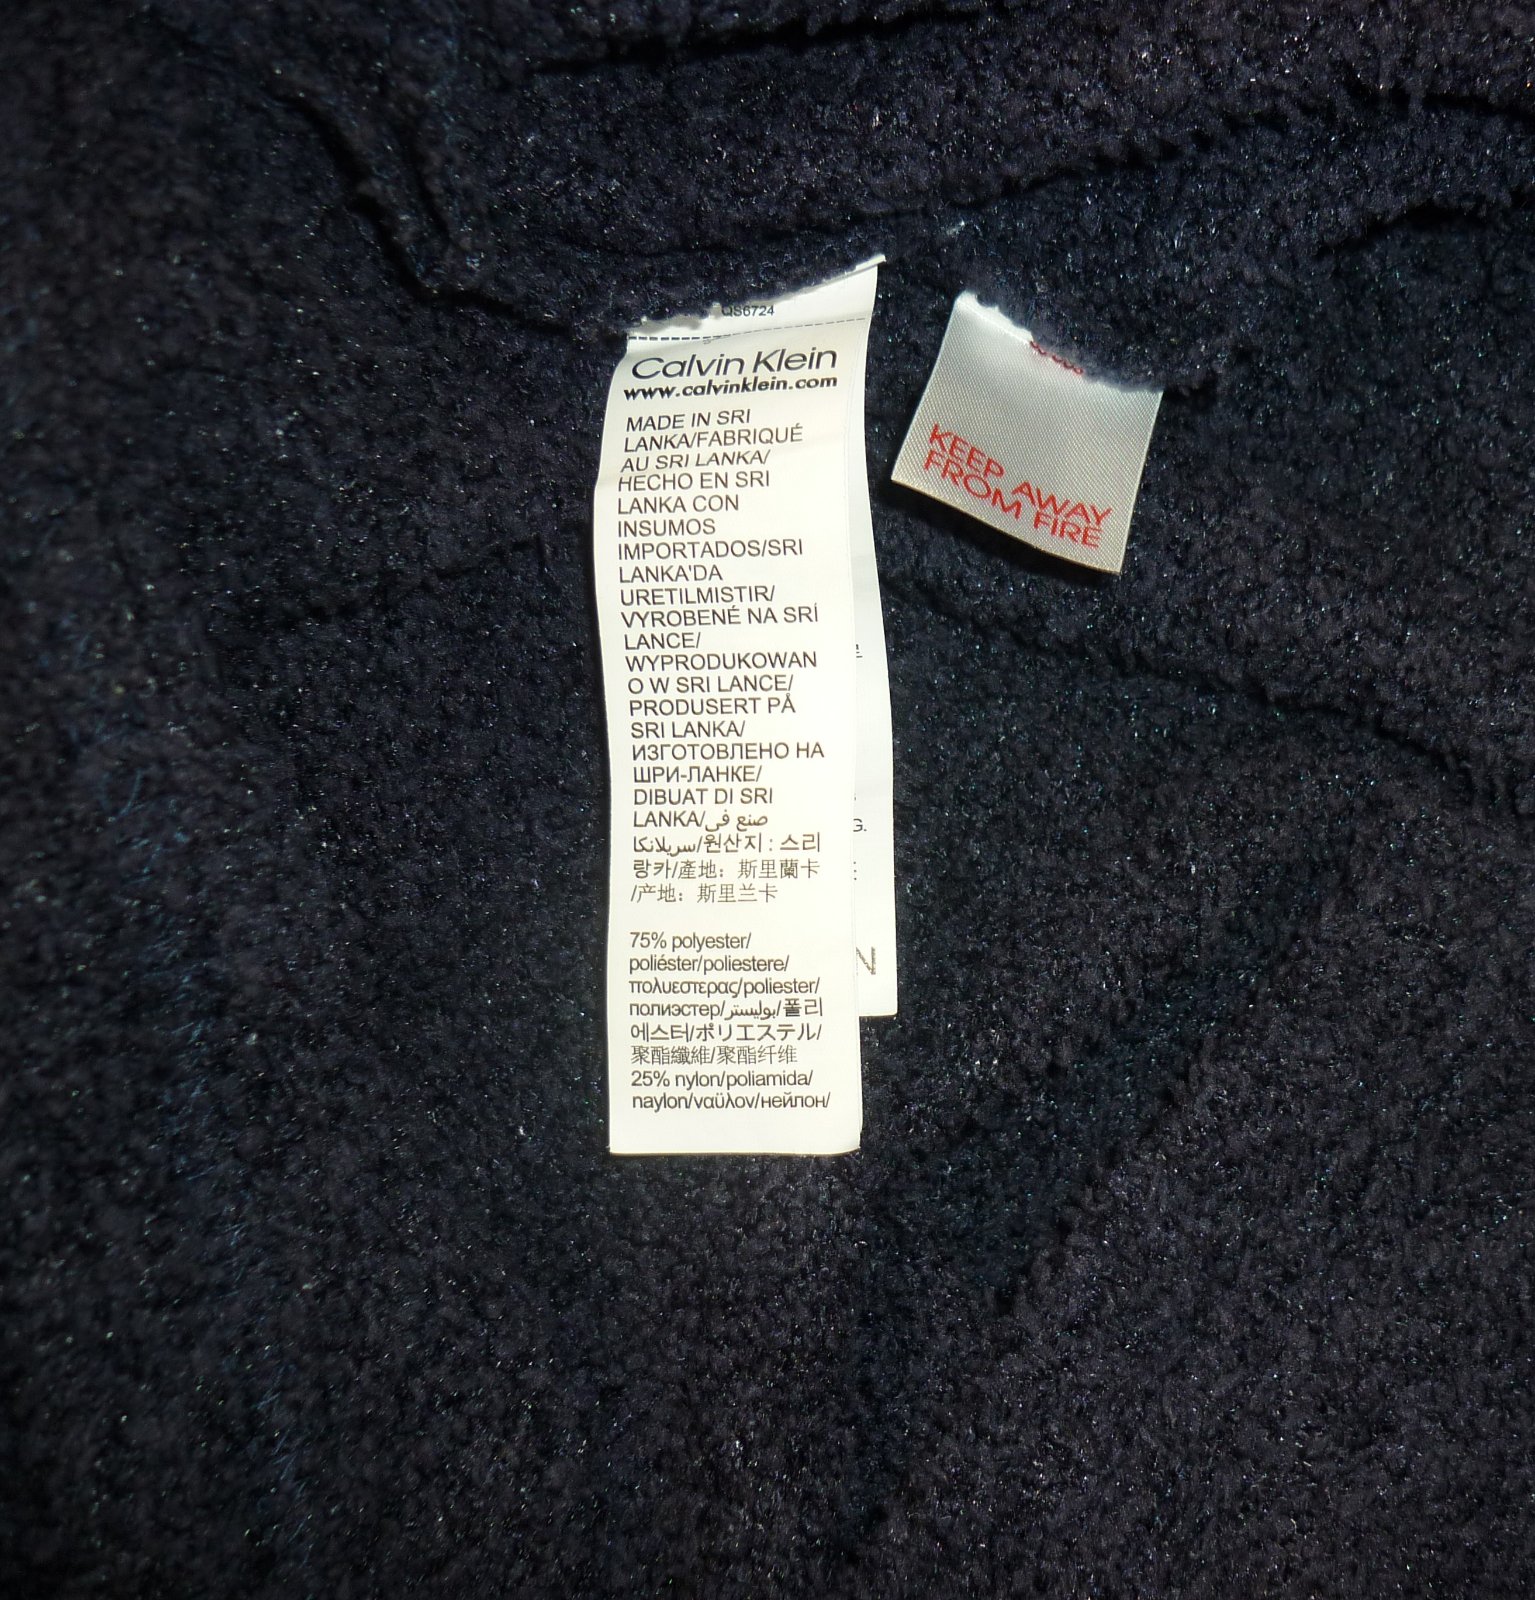 QS6724
Calvin Klein
www.calvinklein.com
MADE IN SRI
LANKA/FABRIQUÉ
AU SRI LANKA/
HECHO EN SRI
LANKA CON
INSUMOS
IMPORTADOS/SRI
LANKA'DA
URETILMISTIR/
VYROBENÉ NA SRÍ
LANCE/
WYPRODUKOWAN
O W SRI LANCE/
PRODUSERT PÅ
SRI LANKA/
ИЗГОТОВЛЕНО НА
ШРИ-ЛАНКЕ/
DIBUAT DI SRI
LANKA/صنع في
سريلانكا/원산지 : 스리
랑카/產地：斯里蘭卡
/产地：斯里兰卡
75% polyester/
poliéster/poliestere/
πολυεστερας/poliester/
полиэстер/بوليستر/폴리
에스터/ポリエステル/
聚酯纖維/聚酯纤维
25% nylon/poliamida/
naylon/ναϋλον/нейлон/
KEEP AWAY
FROM FIRE